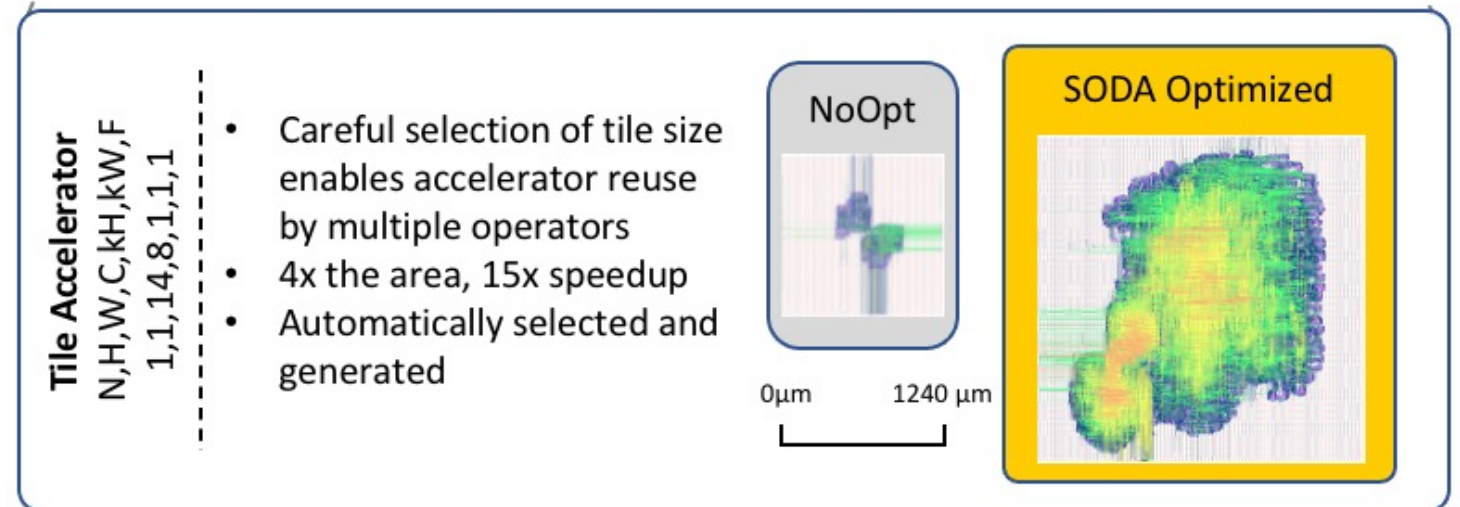 Tile Accelerator
N,H,W,C,kH,kW,F
1,11,14,8,1,1,1
• Careful selection of tile size
enables accelerator reuse
by multiple operators
• 4x the area, 15x speedup
• Automatically selected and
generated
NoOpt
0µm 1240 µm
SODA Optimized